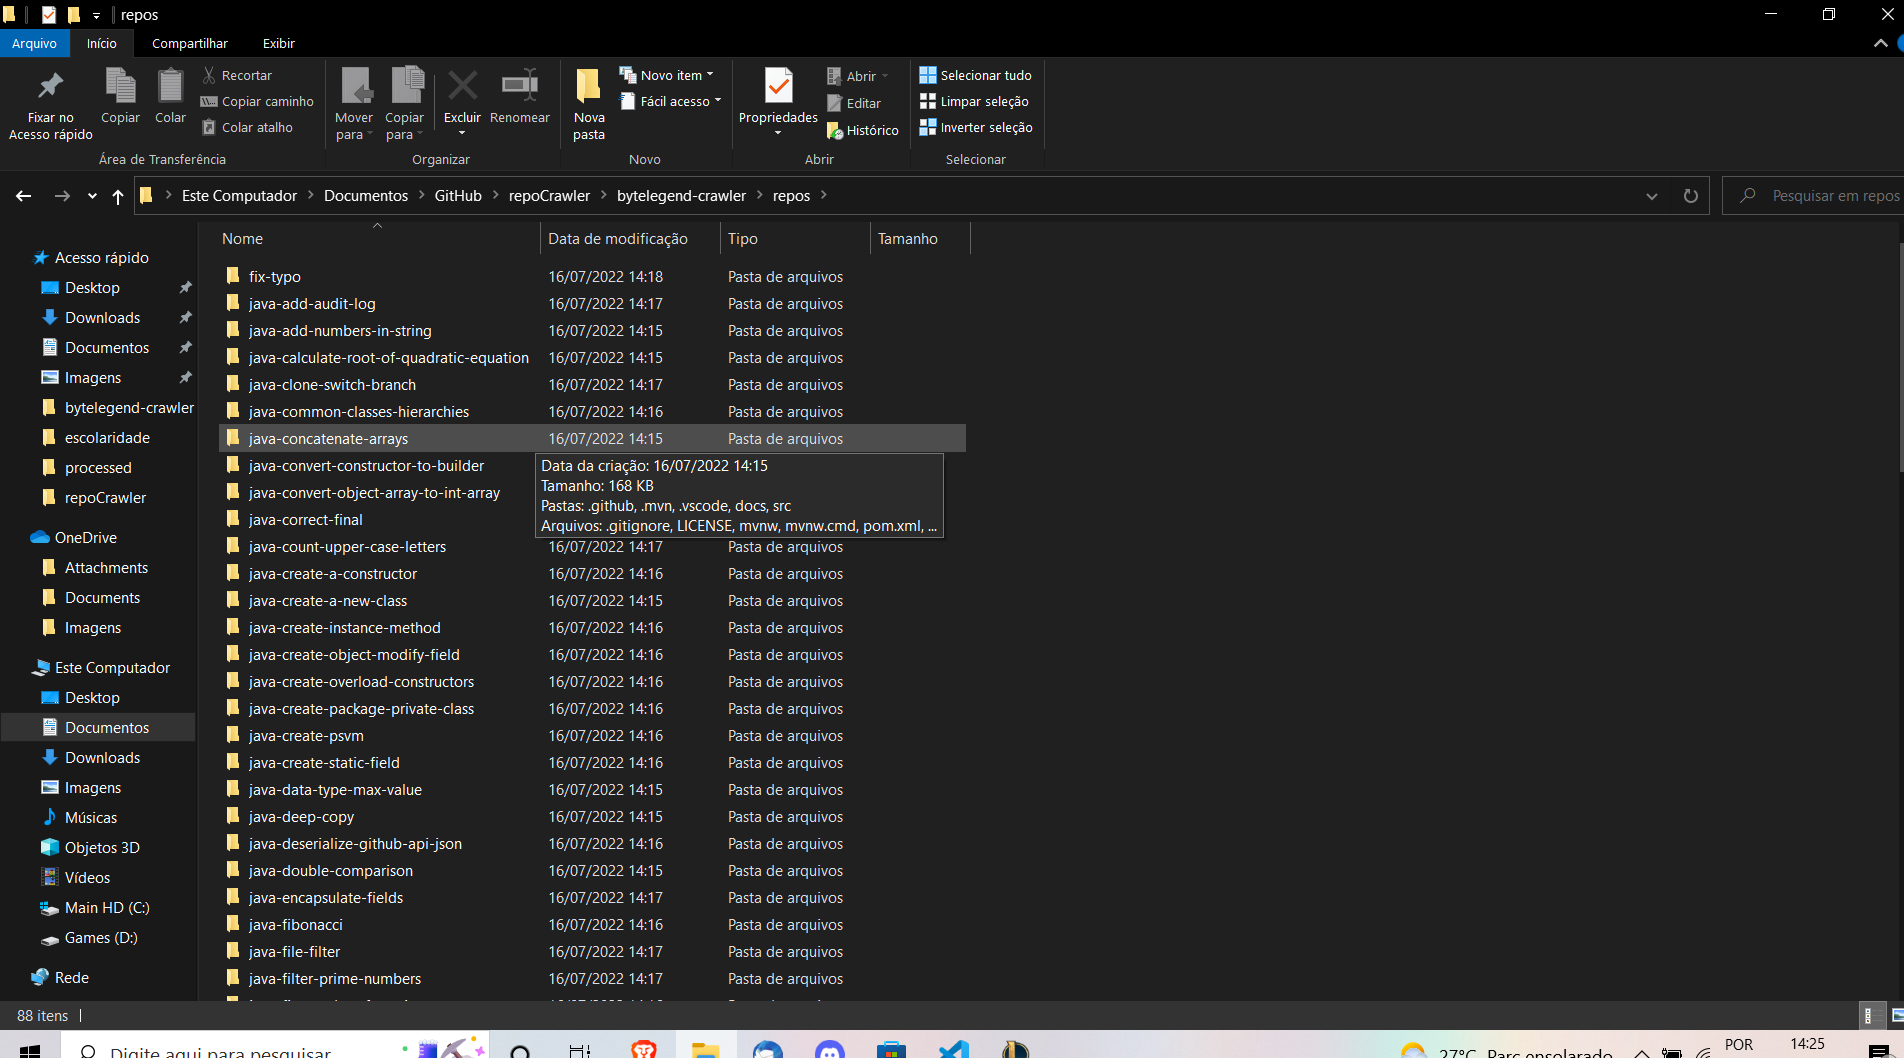 repos
Arquivo Início Compartilhar Exibir
Fixar no Acesso rápido
Copiar
Colar
Recortar
Copiar caminho
Colar atalho
Área de Transferência
Mover para
Copiar para
Excluir
Renomear
Organizar
Nova pasta
Novo item
Fácil acesso
Novo
Propriedades
Abrir
Editar
Histórico
Abrir
Selecionar tudo
Limpar seleção
Inverter seleção
Selecionar
Este Computador Documentos GitHub repoCrawler bytelegend-crawler repos
Pesquisar em repos
Acesso rápido
Desktop
Downloads
Documentos
Imagens
bytelegend-crawler
escolaridade
processed
repoCrawler
OneDrive
Attachments
Documents
Imagens
Este Computador
Desktop
Documentos
Downloads
Imagens
Músicas
Objetos 3D
Vídeos
Main HD (C:)
Games (D:)
Rede
Nome Data de modificação Tipo Tamanho
fix-typo 16/07/2022 14:18 Pasta de arquivos
java-add-audit-log 16/07/2022 14:17 Pasta de arquivos
java-add-numbers-in-string 16/07/2022 14:15 Pasta de arquivos
java-calculate-root-of-quadratic-equation 16/07/2022 14:15 Pasta de arquivos
java-clone-switch-branch 16/07/2022 14:17 Pasta de arquivos
java-common-classes-hierarchies 16/07/2022 14:16 Pasta de arquivos
java-concatenate-arrays 16/07/2022 14:15 Pasta de arquivos
java-convert-constructor-to-builder
java-convert-object-array-to-int-array
java-correct-final
Data da criação: 16/07/2022 14:15
Tamanho: 168 KB
Pastas: .github, .mvn, .vscode, docs, src
Arquivos: .gitignore, LICENSE, mvnw, mvnw.cmd, pom.xml, ...
java-count-upper-case-letters 16/07/2022 14:17 Pasta de arquivos
java-create-a-constructor 16/07/2022 14:16 Pasta de arquivos
java-create-a-new-class 16/07/2022 14:15 Pasta de arquivos
java-create-instance-method 16/07/2022 14:16 Pasta de arquivos
java-create-object-modify-field 16/07/2022 14:16 Pasta de arquivos
java-create-overload-constructors 16/07/2022 14:16 Pasta de arquivos
java-create-package-private-class 16/07/2022 14:16 Pasta de arquivos
java-create-psvm 16/07/2022 14:16 Pasta de arquivos
java-create-static-field 16/07/2022 14:16 Pasta de arquivos
java-data-type-max-value 16/07/2022 14:15 Pasta de arquivos
java-deep-copy 16/07/2022 14:15 Pasta de arquivos
java-deserialize-github-api-json 16/07/2022 14:16 Pasta de arquivos
java-double-comparison 16/07/2022 14:15 Pasta de arquivos
java-encapsulate-fields 16/07/2022 14:17 Pasta de arquivos
java-fibonacci 16/07/2022 14:16 Pasta de arquivos
java-file-filter 16/07/2022 14:17 Pasta de arquivos
java-filter-prime-numbers 16/07/2022 14:17 Pasta de arquivos
88 itens
Digite aqui para pesquisar
27°C Parc ensolarado
POR
14:25